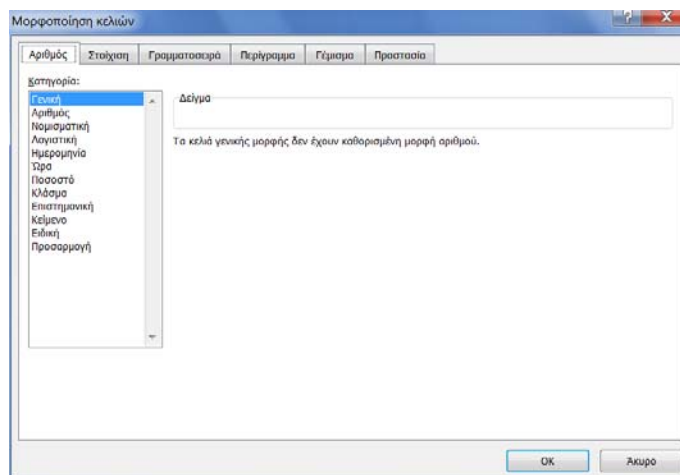 Μορφοποίηση κελιών
?
X
Αριθμός Στοίχιση Γραμματοσειρά Περίγραμμα Γέμισμα Προστασία
Κατηγορία:
Γενική
Αριθμός
Νομισματική
Λογιστική
Ημερομηνία
Ώρα
Ποσοστό
Κλάσμα
Επιστημονική
Κείμενο
Ειδική
Προσαρμογή
Δείγμα
Τα κελιά γενικής μορφής δεν έχουν καθορισμένη μορφή αριθμού.
OK Άκυρο